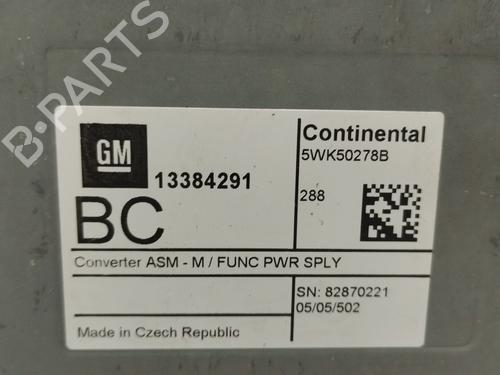 B-PARTS
GM
13384291
BC
Continental
5WK50278B
288
Converter ASM - M / FUNC PWR SPLY
SN: 82870221
05/05/502
Made in Czech Republic